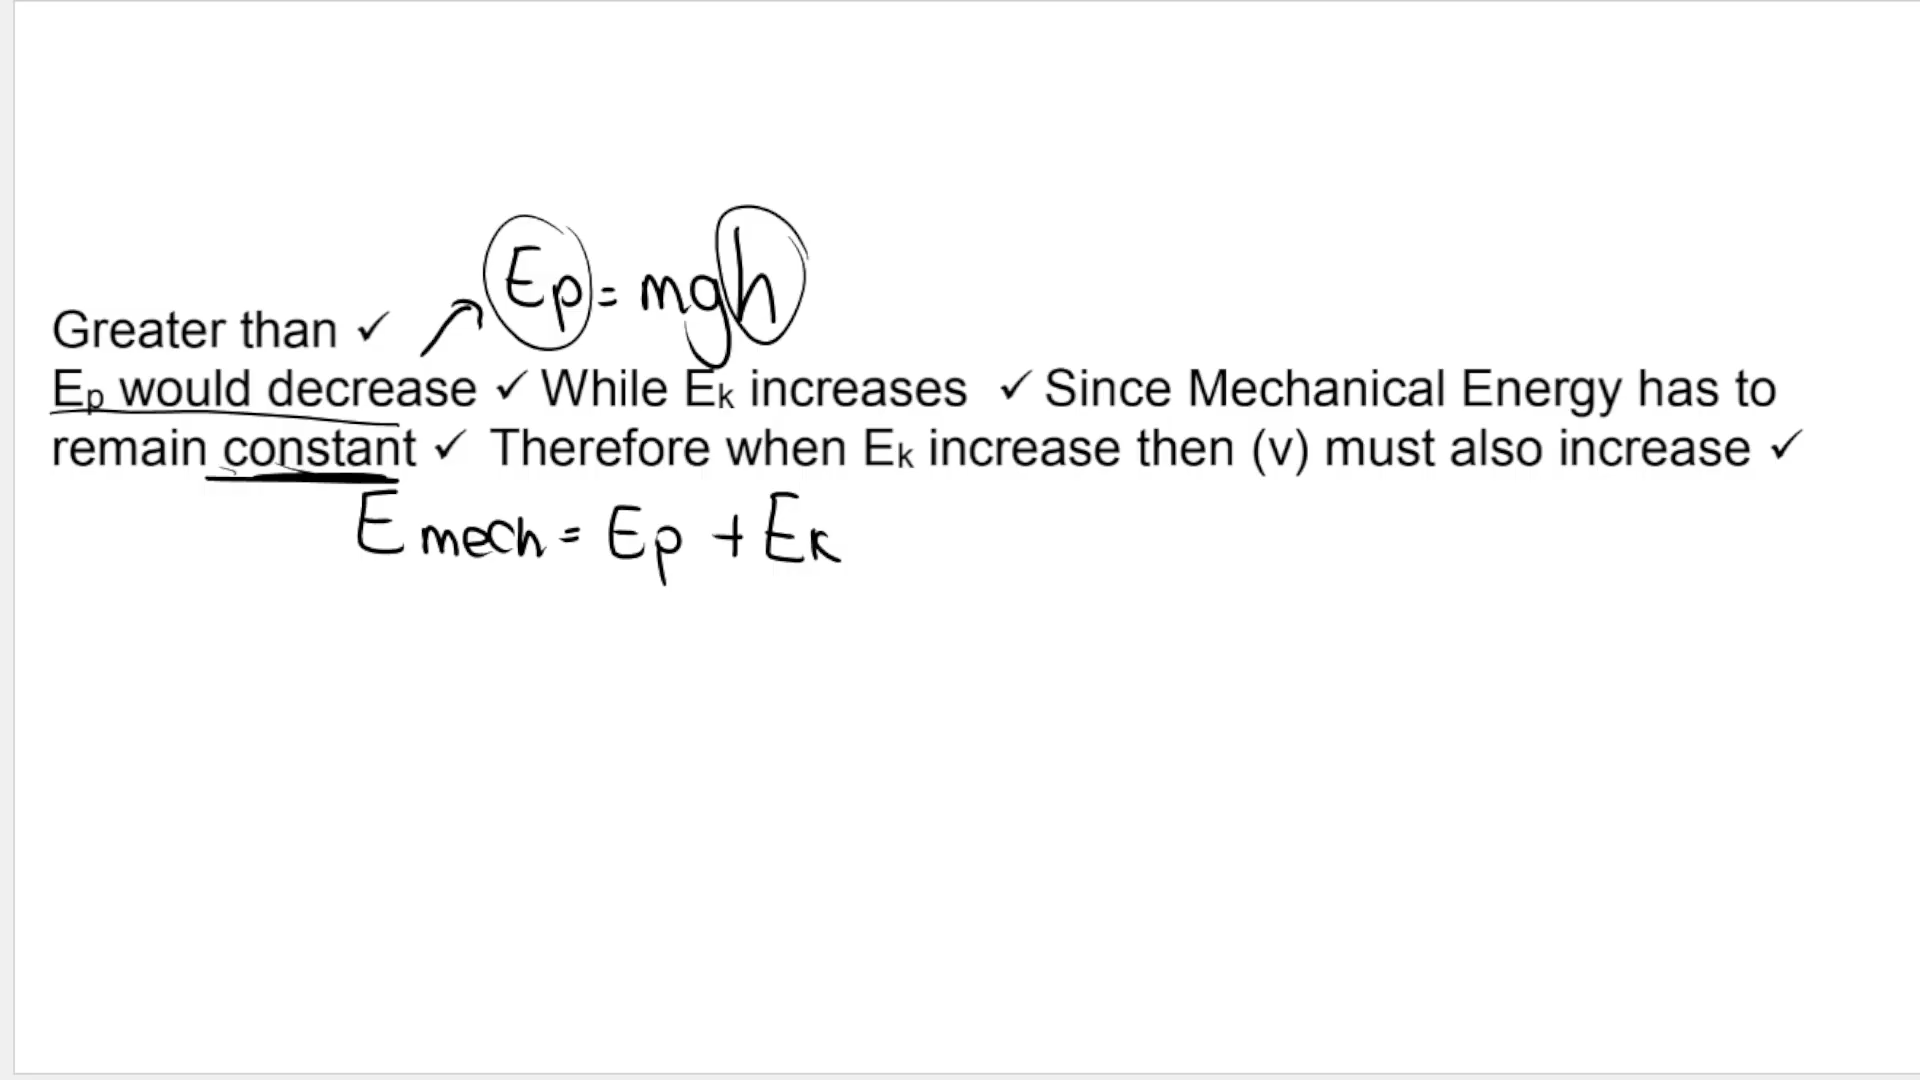 Ep = mgh
Greater than ✓
Ep would decrease ✓ While Ek increases ✓ Since Mechanical Energy has to
remain constant ✓ Therefore when Ek increase then (v) must also increase ✓
E mech = Ep + Ek